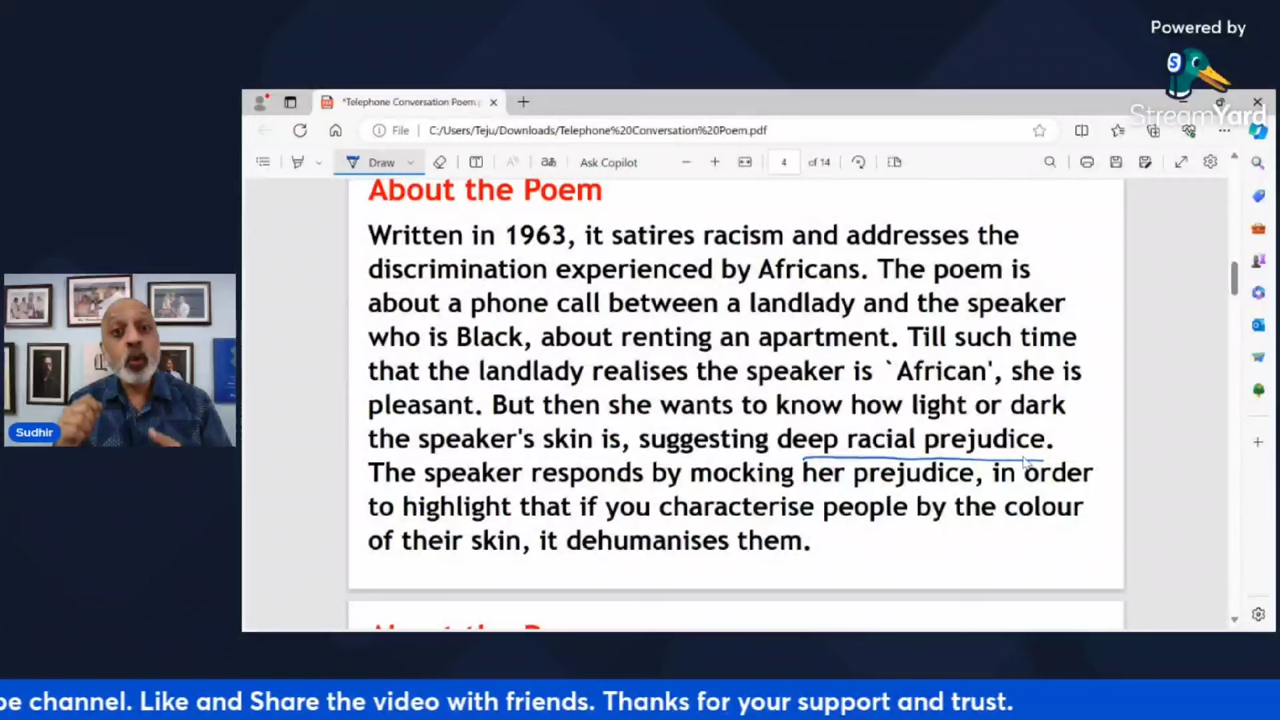 Powered by
S
StreamYard
*Telephone Conversation Poem.p
File
C:/Users/Teju/Downloads/Telephone%20Conversation%20Poem.pdf
Draw
Ask Copilot
4 of 14
About the Poem
Written in 1963, it satires racism and addresses the
discrimination experienced by Africans. The poem is
about a phone call between a landlady and the speaker
who is Black, about renting an apartment. Till such time
that the landlady realises the speaker is `African', she is
pleasant. But then she wants to know how light or dark
the speaker's skin is, suggesting deep racial prejudice.
The speaker responds by mocking her prejudice, in order
to highlight that if you characterise people by the colour
of their skin, it dehumanises them.
Sudhir
be channel. Like and Share the video with friends. Thanks for your support and trust.